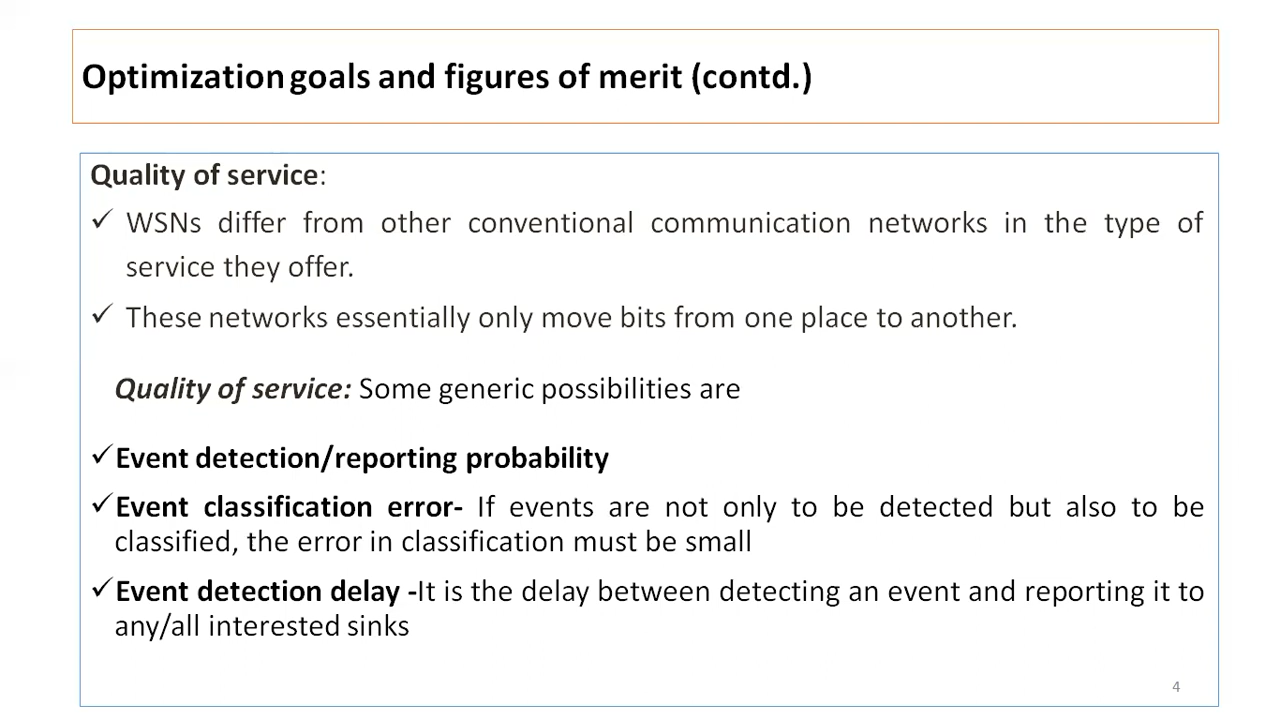 Optimization goals and figures of merit (contd.)
Quality of service:
✓ WSNs differ from other conventional communication networks in the type of
service they offer.
✓ These networks essentially only move bits from one place to another.
Quality of service: Some generic possibilities are
✓Event detection/reporting probability
✓Event classification error- If events are not only to be detected but also to be
classified, the error in classification must be small
✓Event detection delay -It is the delay between detecting an event and reporting it to
any/all interested sinks
4